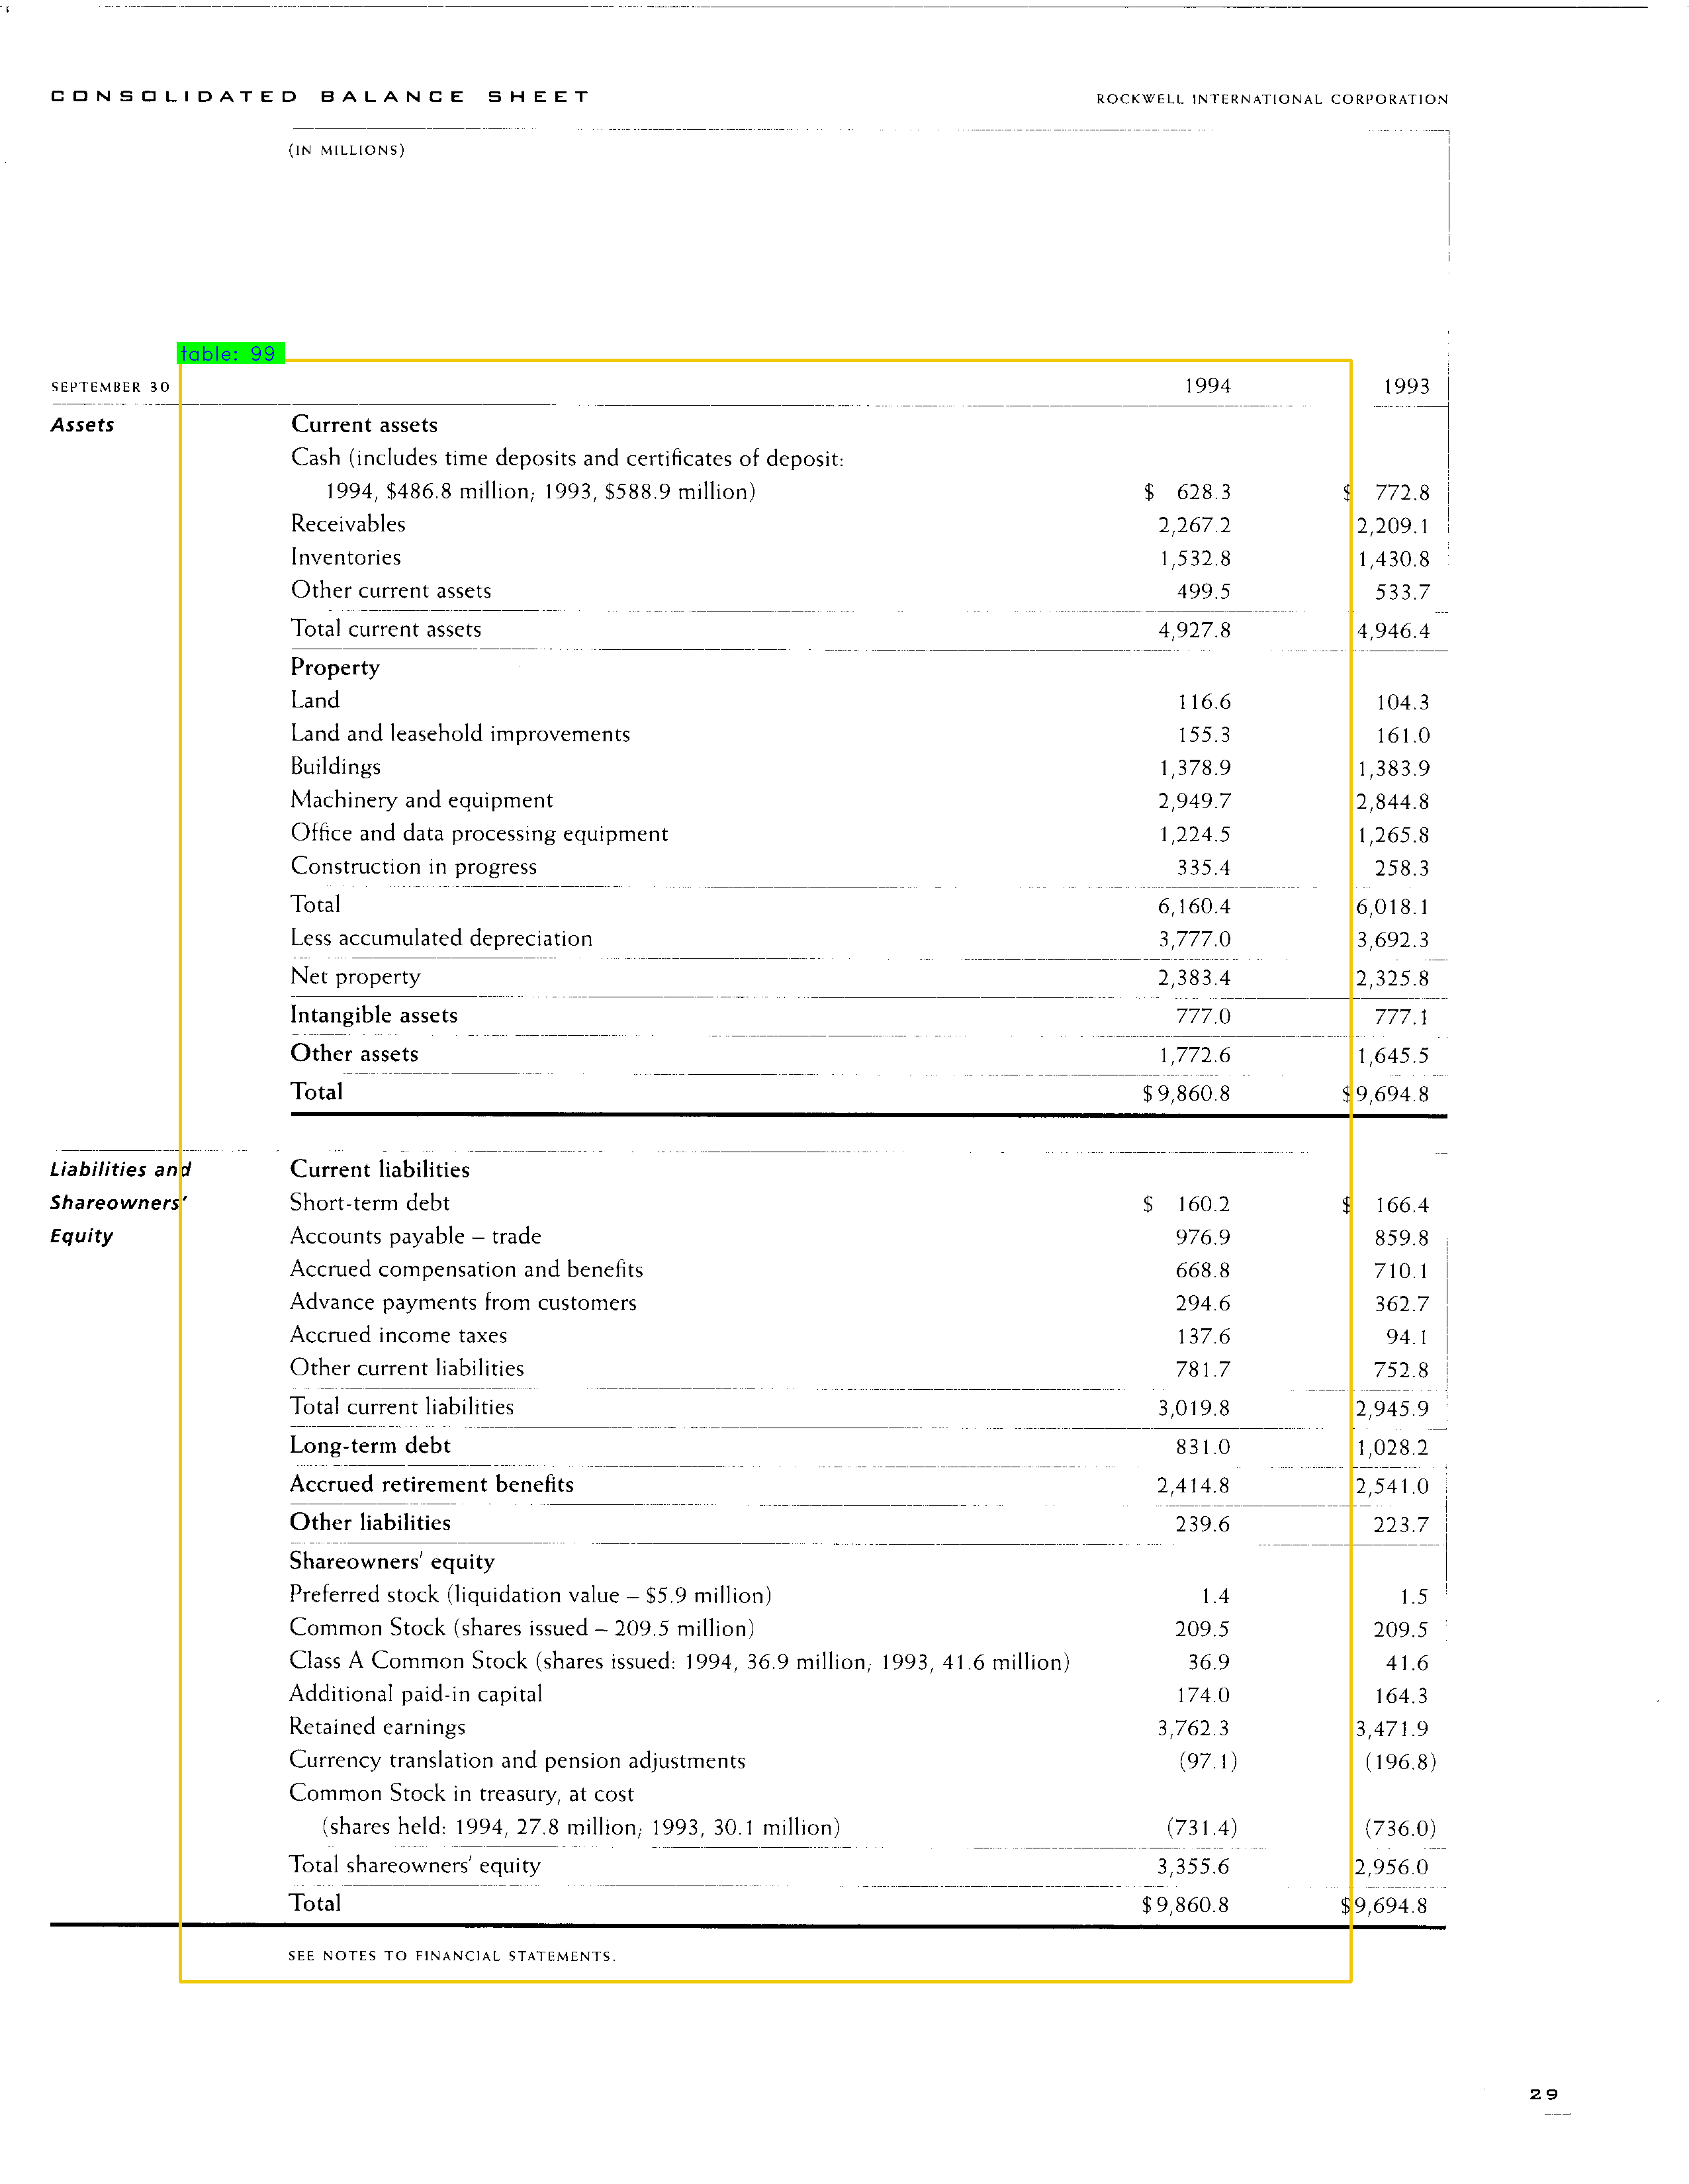 CONSOLIDATED BALANCE SHEET ROCKWELL INTERNATIONAL CORPORATION
(IN MILLIONS)
table: 99
SEPTEMBER 30 1994 1993
Assets Current assets
Cash (includes time deposits and certificates of deposit:
1994, $486.8 million; 1993, $588.9 million) $ 628.3 $ 772.8
Receivables 2,267.2 2,209.1
Inventories 1,532.8 1,430.8
Other current assets 499.5 533.7
Total current assets 4,927.8 4,946.4
Property
Land 116.6 104.3
Land and leasehold improvements 155.3 161.0
Buildings 1,378.9 1,383.9
Machinery and equipment 2,949.7 2,844.8
Office and data processing equipment 1,224.5 1,265.8
Construction in progress 335.4 258.3
Total 6,160.4 6,018.1
Less accumulated depreciation 3,777.0 3,692.3
Net property 2,383.4 2,325.8
Intangible assets 777.0 777.1
Other assets 1,772.6 1,645.5
Total $9,860.8 $9,694.8
Liabilities and Current liabilities
Shareowners' Short-term debt $ 160.2 $ 166.4
Equity Accounts payable – trade 976.9 859.8
Accrued compensation and benefits 668.8 710.1
Advance payments from customers 294.6 362.7
Accrued income taxes 137.6 94.1
Other current liabilities 781.7 752.8
Total current liabilities 3,019.8 2,945.9
Long-term debt 831.0 1,028.2
Accrued retirement benefits 2,414.8 2,541.0
Other liabilities 239.6 223.7
Shareowners' equity
Preferred stock (liquidation value – $5.9 million) 1.4 1.5
Common Stock (shares issued – 209.5 million) 209.5 209.5
Class A Common Stock (shares issued: 1994, 36.9 million; 1993, 41.6 million) 36.9 41.6
Additional paid-in capital 174.0 164.3
Retained earnings 3,762.3 3,471.9
Currency translation and pension adjustments (97.1) (196.8)
Common Stock in treasury, at cost
(shares held: 1994, 27.8 million; 1993, 30.1 million) (731.4) (736.0)
Total shareowners' equity 3,355.6 2,956.0
Total $9,860.8 $9,694.8
SEE NOTES TO FINANCIAL STATEMENTS.
29